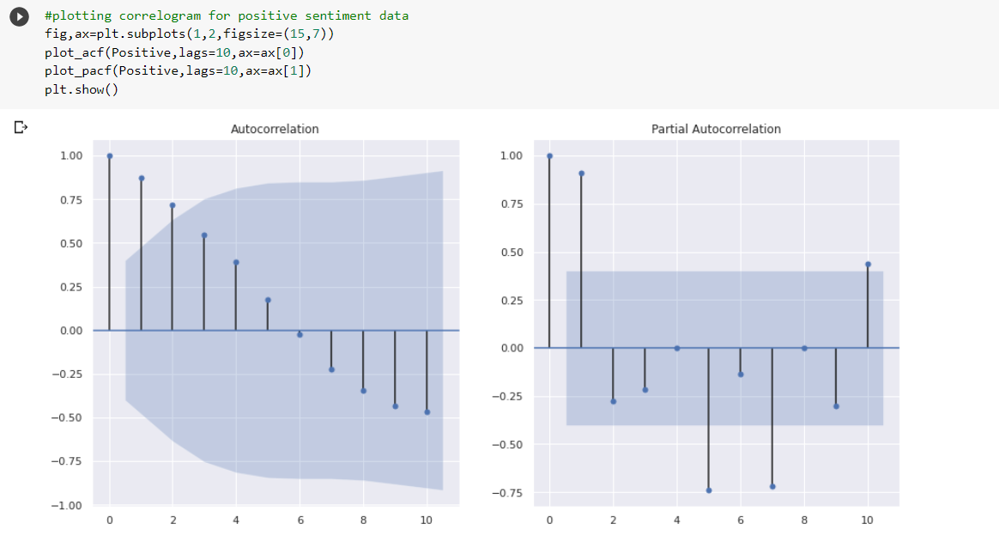 #plotting correlogram for positive sentiment data
fig,ax=plt.subplots(1,2,figsize=(15,7))
plot_acf(Positive,lags=10,ax=ax[0])
plot_pacf(Positive,lags=10,ax=ax[1])
plt.show()
Autocorrelation
1.00
0.75
0.50
0.25
0.00
−0.25
−0.50
−0.75
−1.00
0 2 4 6 8 10
Partial Autocorrelation
1.00
0.75
0.50
0.25
0.00
−0.25
−0.50
−0.75
0 2 4 6 8 10